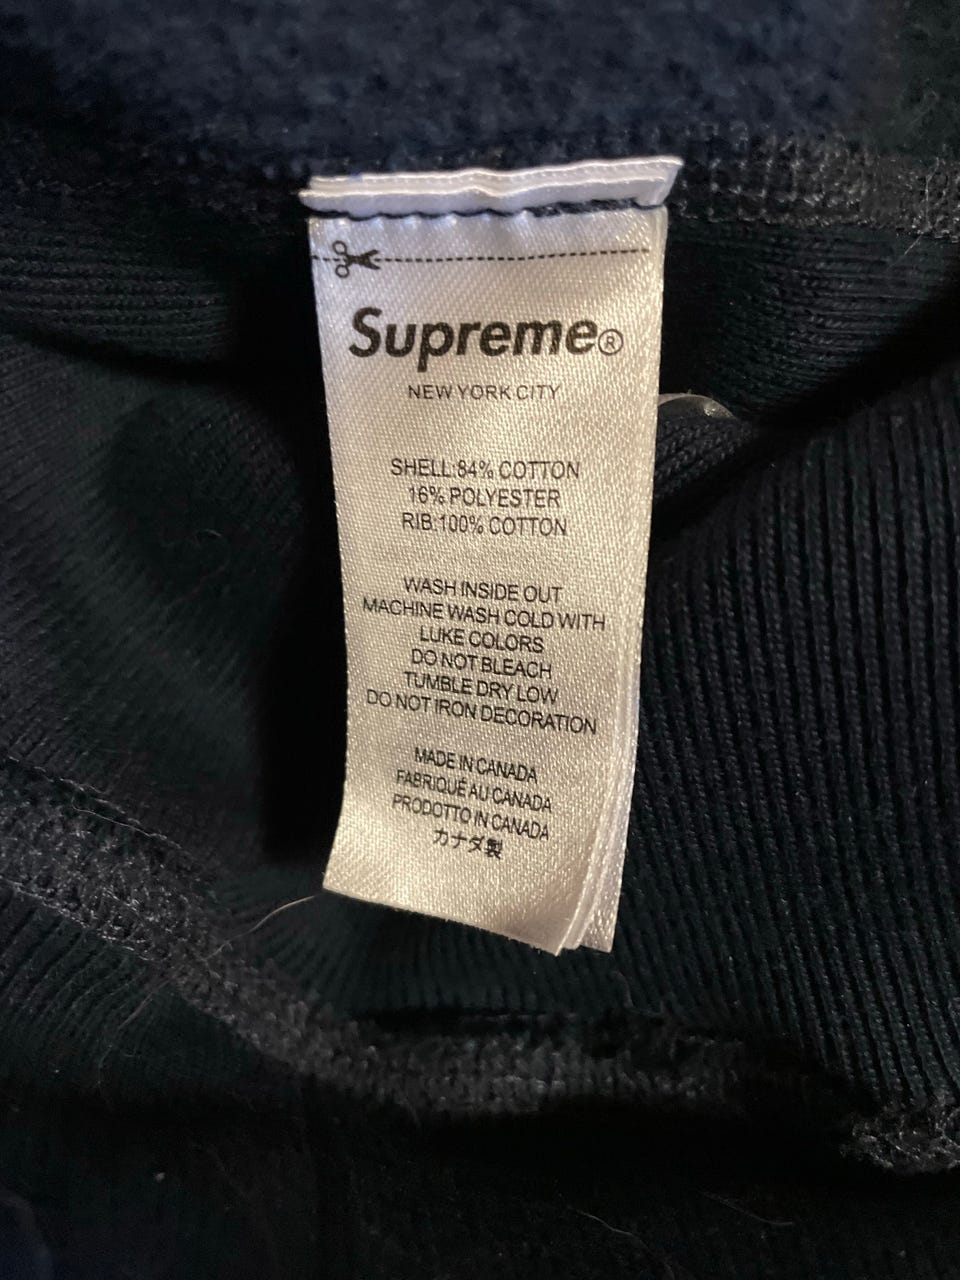 Supreme®
NEW YORK CITY
SHELL:84% COTTON
16% POLYESTER
RIB:100% COTTON
WASH INSIDE OUT
MACHINE WASH COLD WITH
LUKE COLORS
DO NOT BLEACH
TUMBLE DRY LOW
DO NOT IRON DECORATION
MADE IN CANADA
FABRIQUÉ AU CANADA
PRODOTTO IN CANADA
カナダ製